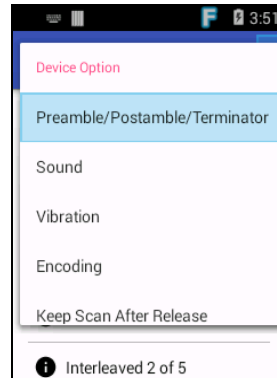 F 3:51
Device Option
Preamble/Postamble/Terminator
Sound
Vibration
Encoding
Keep Scan After Release
Interleaved 2 of 5